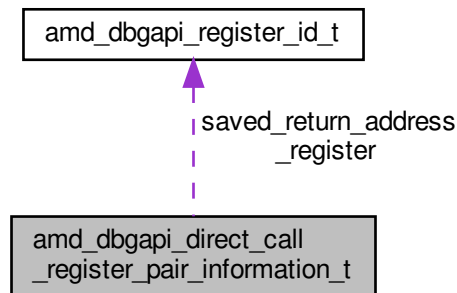 amd_dbgapi_register_id_t
saved_return_address
_register
amd_dbgapi_direct_call
_register_pair_information_t